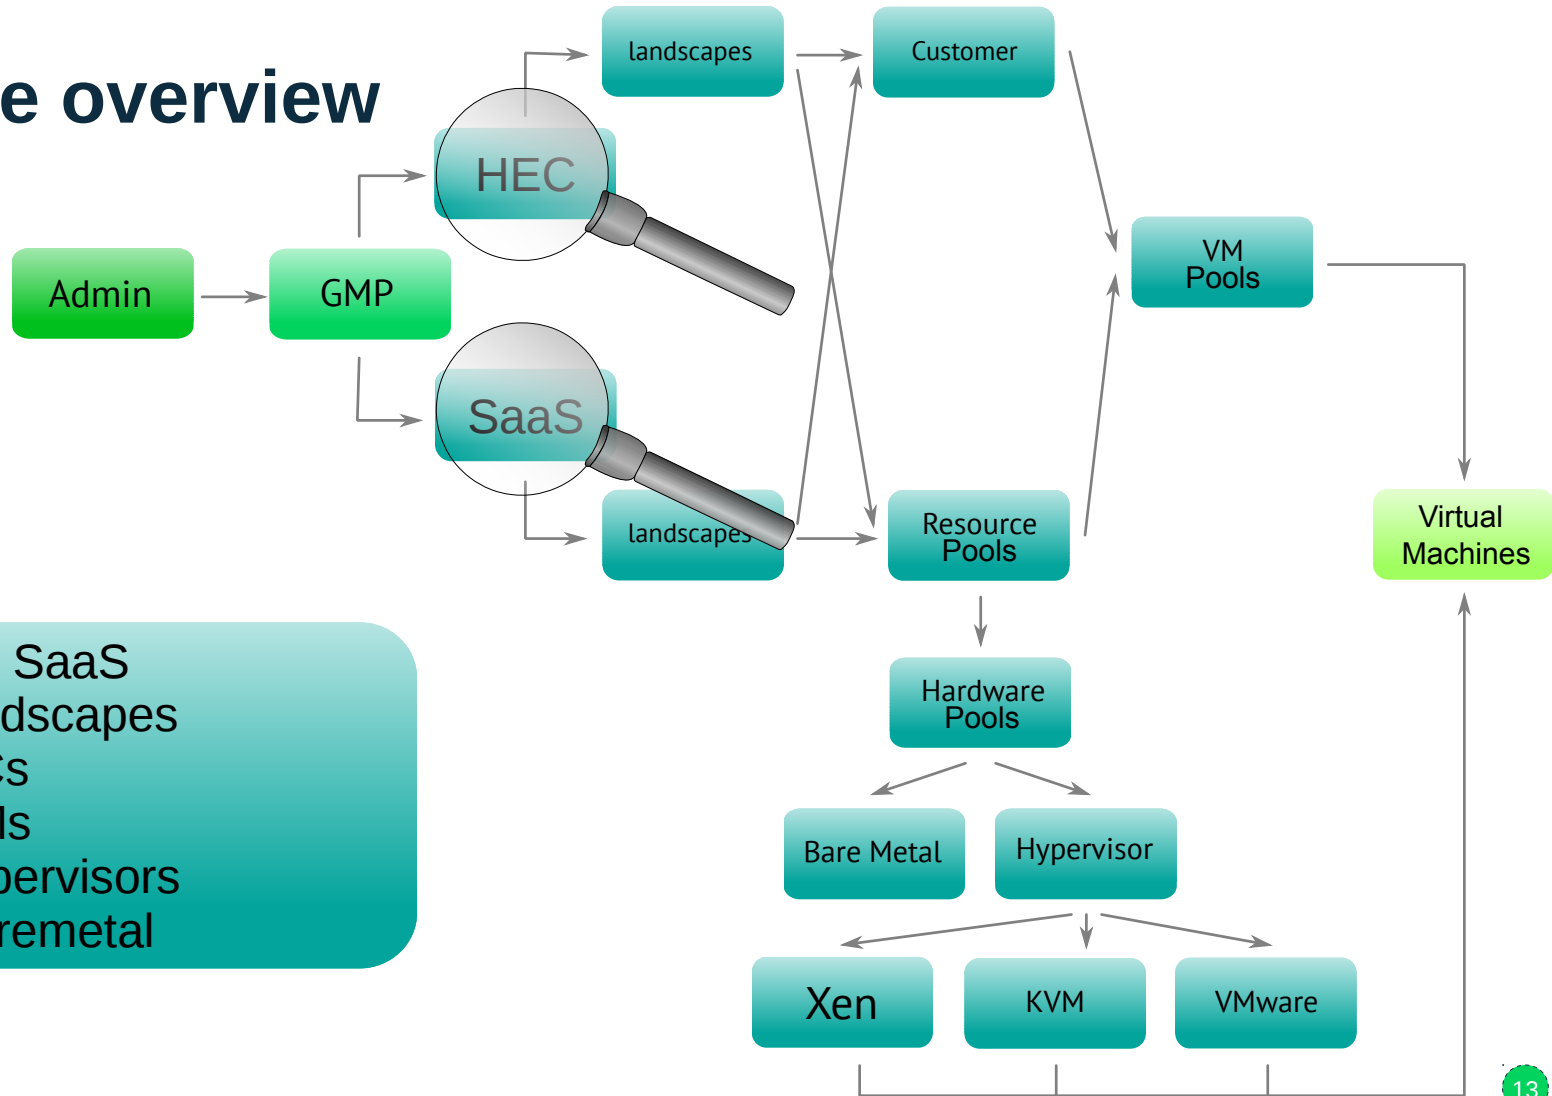 e overview
landscapes
Customer
HEC
VM
Pools
Admin
GMP
SaaS
Virtual
Machines
landscapes
Resource
Pools
SaaS
dscapes
Cs
ls
pervisors
remetal
Hardware
Pools
Bare Metal
Hypervisor
Xen
KVM
VMware
13